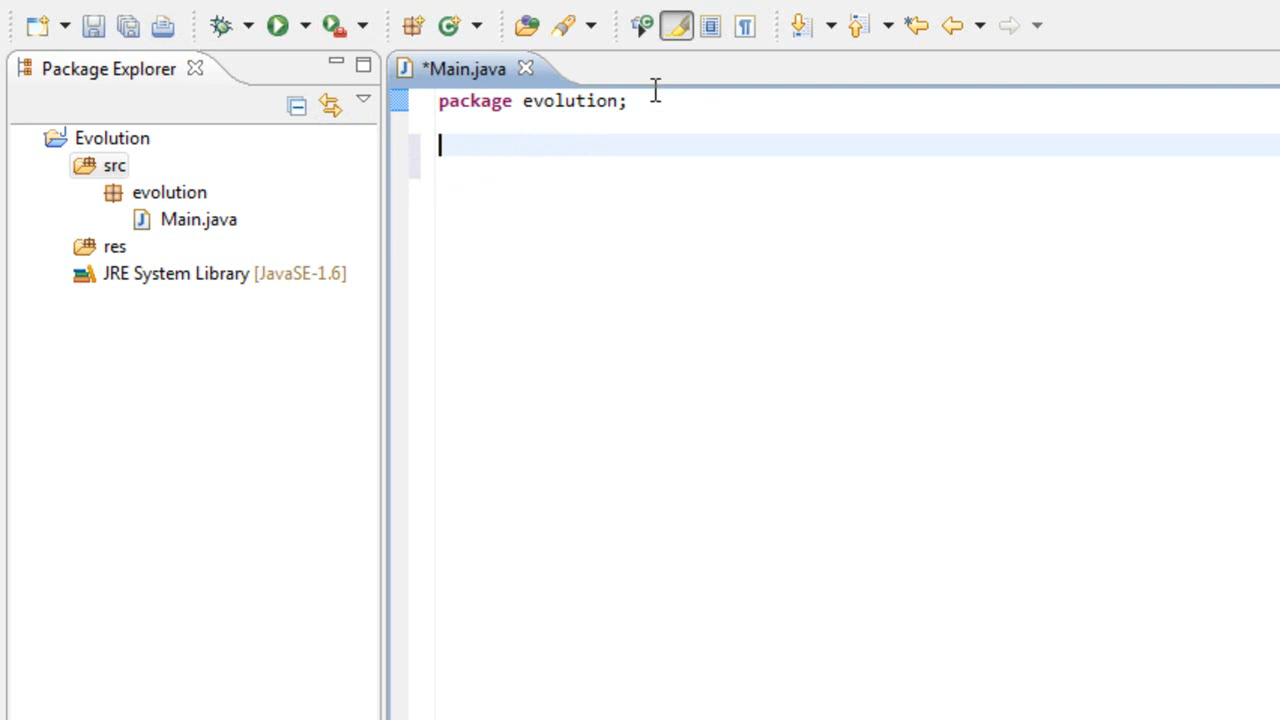 Package Explorer
*Main.java
package evolution;
Evolution
src
evolution
Main.java
res
JRE System Library [JavaSE-1.6]